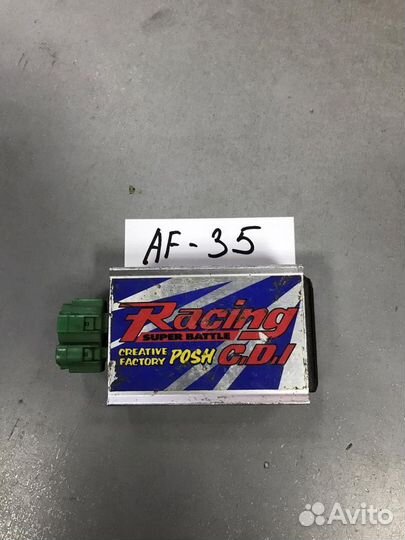 AF-35
Racing
SUPER BATTLE
CREATIVE FACTORY POSH C.D.I
Avito